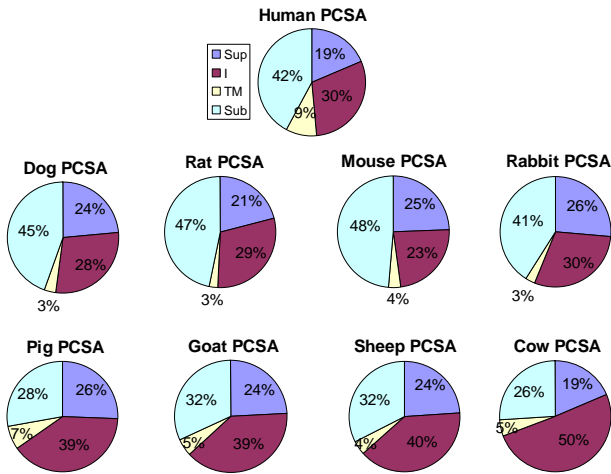 Human PCSA
Sup
I
TM
Sub
19%
30%
9%
42%
Dog PCSA
24%
28%
3%
45%
Rat PCSA
21%
29%
3%
47%
Mouse PCSA
25%
23%
4%
48%
Rabbit PCSA
26%
30%
3%
41%
Pig PCSA
26%
39%
7%
28%
Goat PCSA
24%
39%
5%
32%
Sheep PCSA
24%
40%
4%
32%
Cow PCSA
19%
50%
5%
26%